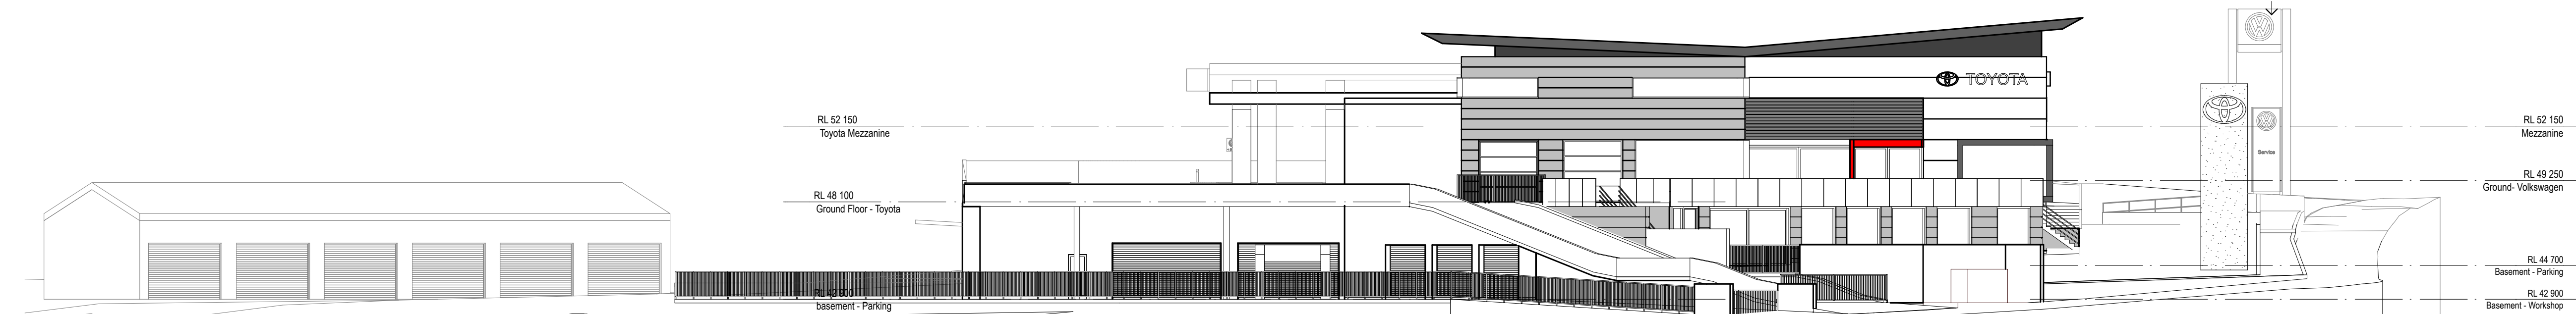 RL 52 150
Toyota Mezzanine
RL 48 100
Ground Floor - Toyota
RL 42 900
basement - Parking
TOYOTA
Service
RL 52 150
Mezzanine
RL 49 250
Ground- Volkswagen
RL 44 700
Basement - Parking
RL 42 900
Basement - Workshop